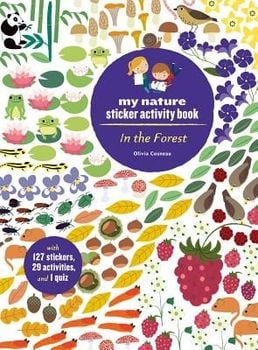 my nature
sticker activity book
In the Forest
Olivia Cosneau
with
127 stickers,
29 activities,
and 1 quiz